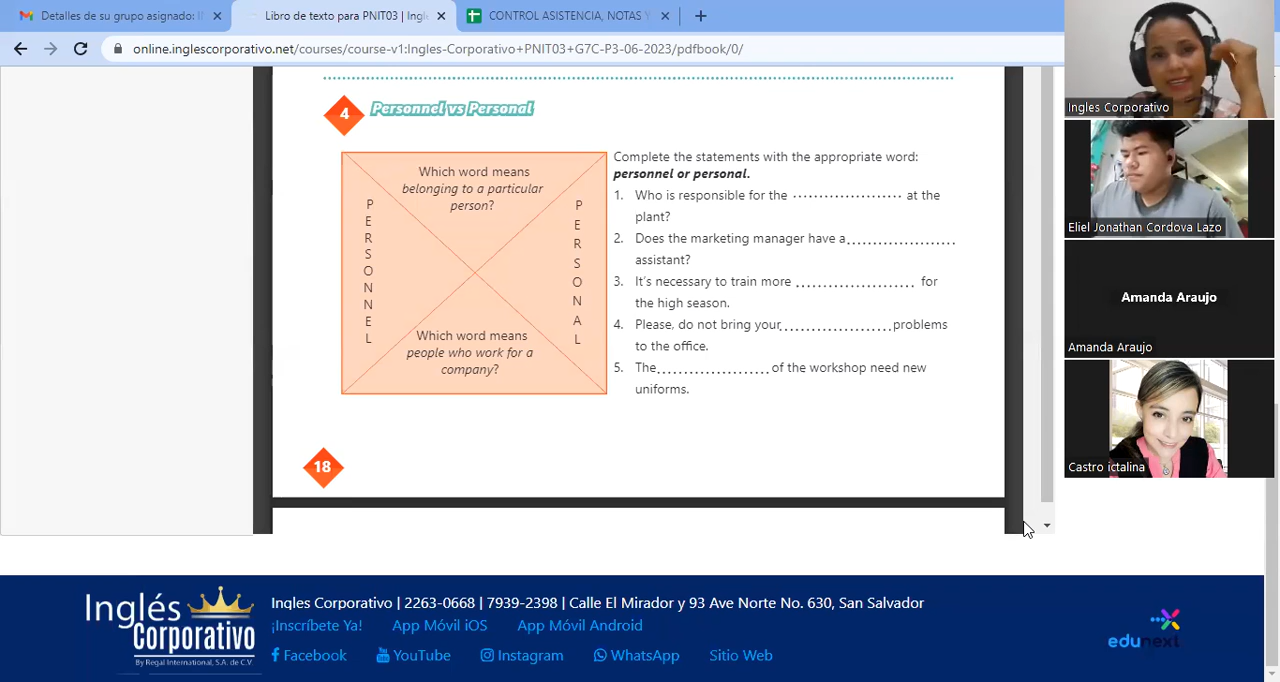 Detalles de su grupo asignado: I
Libro de texto para PNIT03 | Ingl
CONTROL ASISTENCIA, NOTAS Y
online.inglescorporativo.net/courses/course-v1:Ingles-Corporativo+PNIT03+G7C-P3-06-2023/pdfbook/0/
4
Personnel vs Personal
Which word means
belonging to a particular
person?
PERSONNEL
PERSONAL
Which word means
people who work for a
company?
Complete the statements with the appropriate word:
personnel or personal.
1. Who is responsible for the ..................... at the
plant?
2. Does the marketing manager have a.....................
assistant?
3. It's necessary to train more ...................... for
the high season.
4. Please, do not bring your.....................problems
to the office.
5. The.....................of the workshop need new
uniforms.
18
Ingles Corporativo
Eliel Jonathan Cordova Lazo
Amanda Araujo
Amanda Araujo
Castro ictalina
Inglés
Corporativo
By Regal International, S.A. de C.V.
Ingles Corporativo | 2263-0668 | 7939-2398 | Calle El Mirador y 93 Ave Norte No. 630, San Salvador
¡Inscríbete Ya! App Móvil iOS App Móvil Android
Facebook YouTube Instagram WhatsApp Sitio Web
edunext